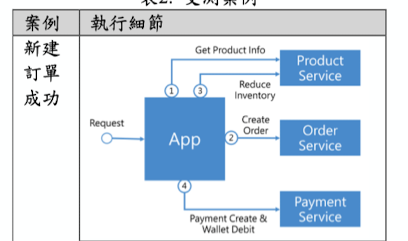 案例
執行細節
新建
訂單
成功
Get Product Info
Product
Service
1
3
Reduce
Inventory
Request
App
2
Create
Order
Order
Service
4
Payment Create &
Wallet Debit
Payment
Service